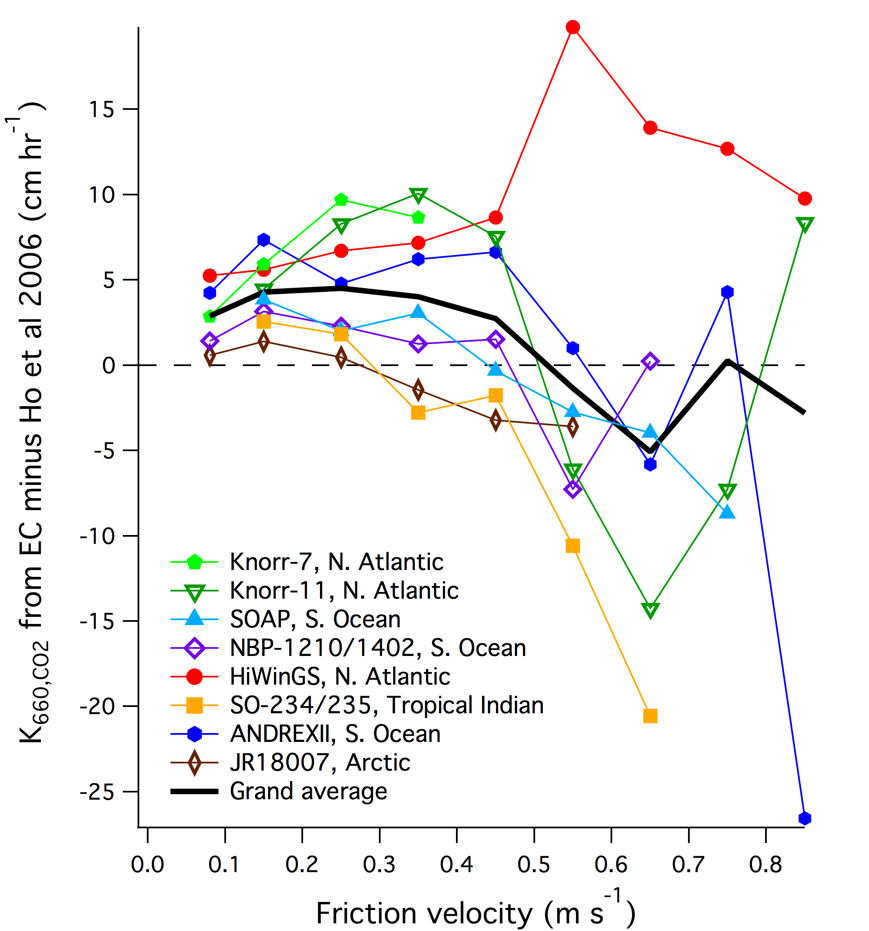 K660,CO2 from EC minus Ho et al 2006 (cm hr-1)
15
10
5
0
-5
-10
-15
-20
-25
Knorr-7, N. Atlantic
Knorr-11, N. Atlantic
SOAP, S. Ocean
NBP-1210/1402, S. Ocean
HiWinGS, N. Atlantic
SO-234/235, Tropical Indian
ANDREXII, S. Ocean
JR18007, Arctic
Grand average
0.0 0.1 0.2 0.3 0.4 0.5 0.6 0.7 0.8
Friction velocity (m s-1)